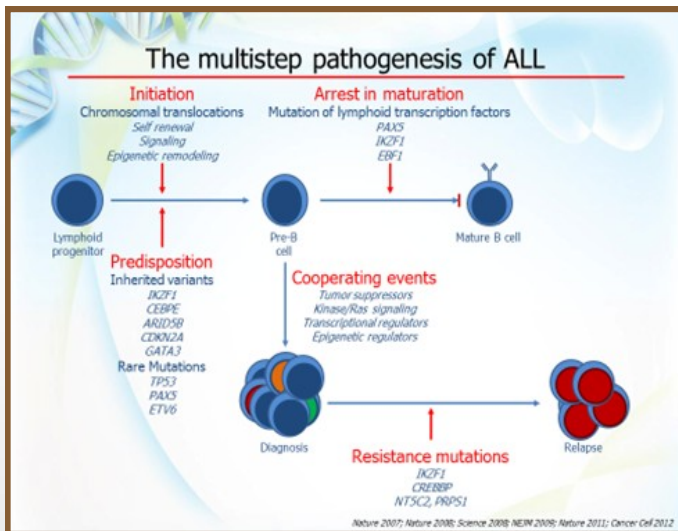 The multistep pathogenesis of ALL
Initiation
Chromosomal translocations
Self renewal
Signaling
Epigenetic remodeling
Arrest in maturation
Mutation of lymphoid transcription factors
PAX5
IKZF1
EBF1
Lymphoid
progenitor
Pre-B
cell
Mature B cell
Predisposition
Inherited variants
IKZF1
CEBPE
ARID5B
CDKN2A
GATA3
Rare Mutations
TP53
PAX5
ETV6
Cooperating events
Tumor suppressors
Kinase/Ras signaling
Transcriptional regulators
Epigenetic regulators
Diagnosis
Relapse
Resistance mutations
IKZF1
CREBBP
NT5C2, PRPS1
Nature 2007; Nature 2008; Science 2008; NEJM 2009; Nature 2011; Cancer Cell 2012